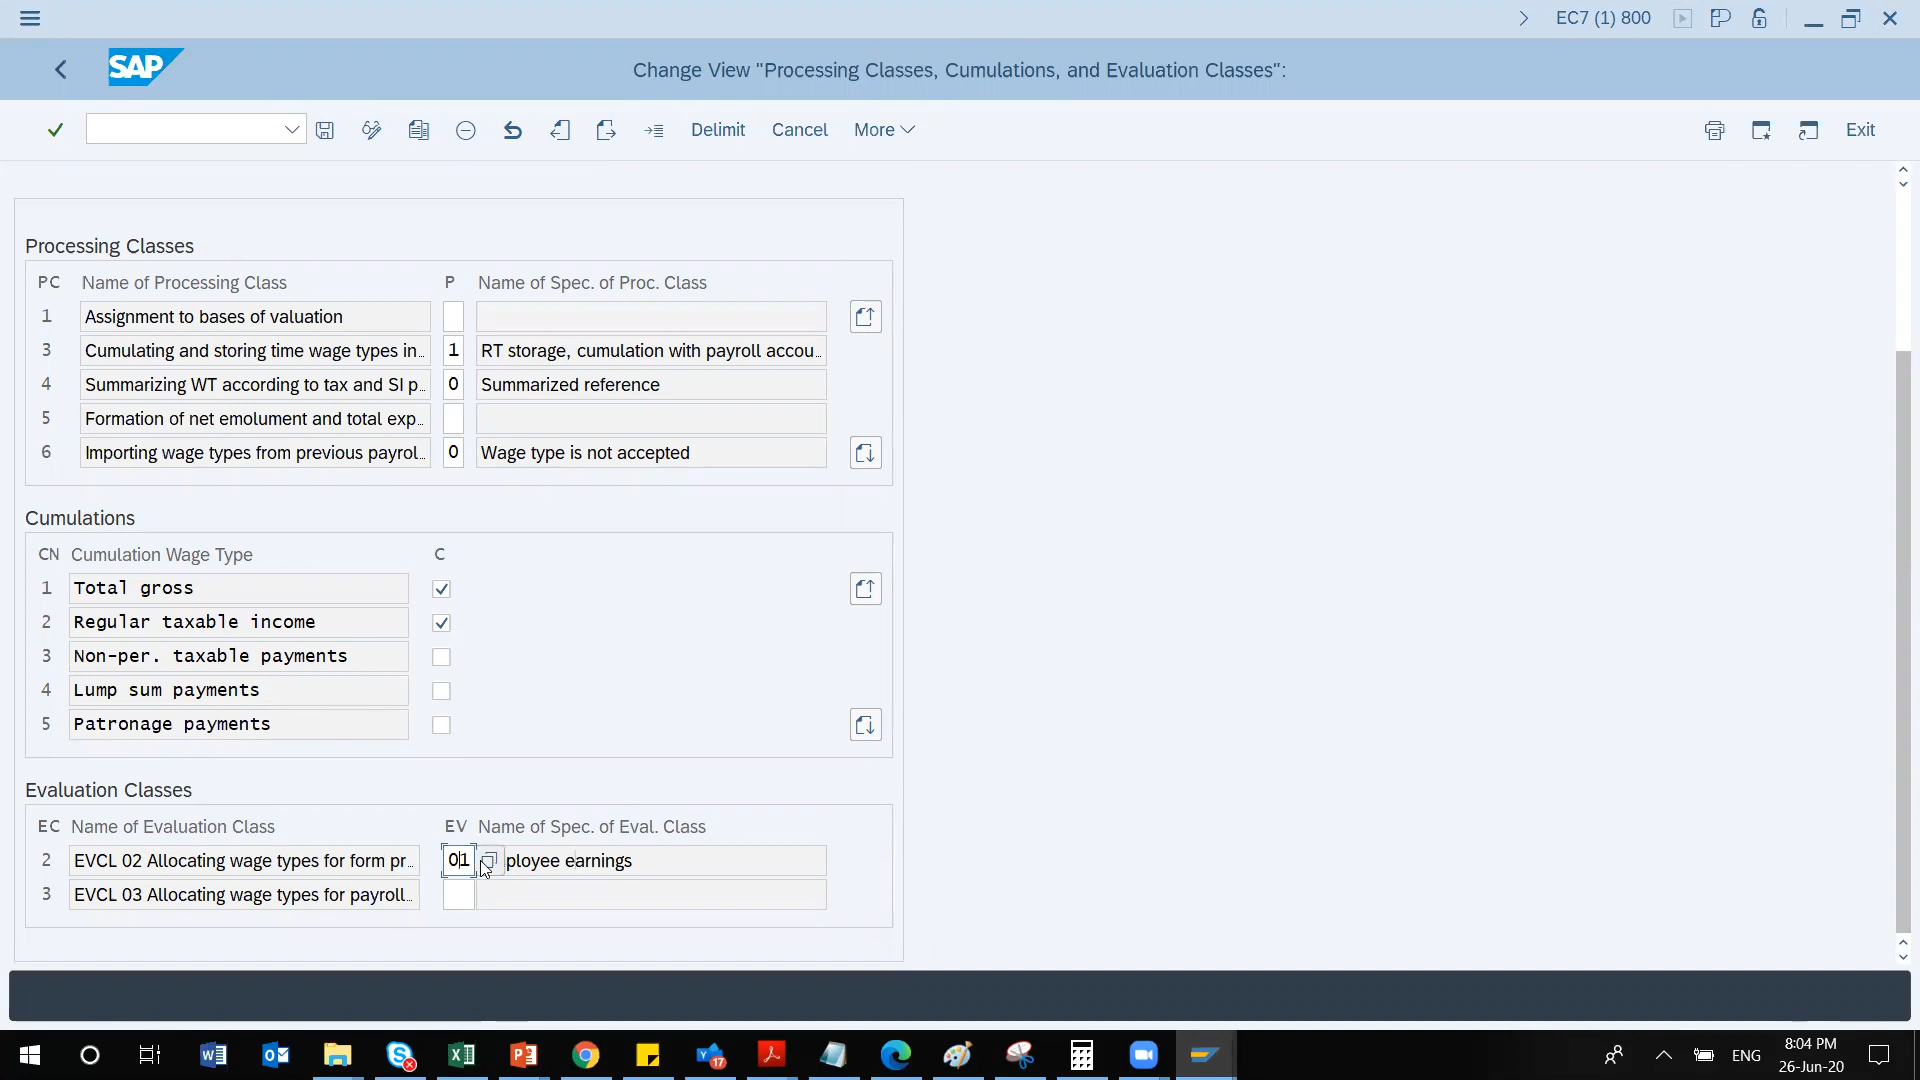 EC7 (1) 800
SAP
Change View "Processing Classes, Cumulations, and Evaluation Classes":
Delimit Cancel More Exit
Processing Classes
PC Name of Processing Class P Name of Spec. of Proc. Class
1 Assignment to bases of valuation
3 Cumulating and storing time wage types in... 1 RT storage, cumulation with payroll accou...
4 Summarizing WT according to tax and SI p... 0 Summarized reference
5 Formation of net emolument and total exp...
6 Importing wage types from previous payrol... 0 Wage type is not accepted
Cumulations
CN Cumulation Wage Type C
1 Total gross
2 Regular taxable income
3 Non-per. taxable payments
4 Lump sum payments
5 Patronage payments
Evaluation Classes
EC Name of Evaluation Class EV Name of Spec. of Eval. Class
2 EVCL 02 Allocating wage types for form pr... 01 ployee earnings
3 EVCL 03 Allocating wage types for payroll...
17
ENG
8:04 PM
26-Jun-20